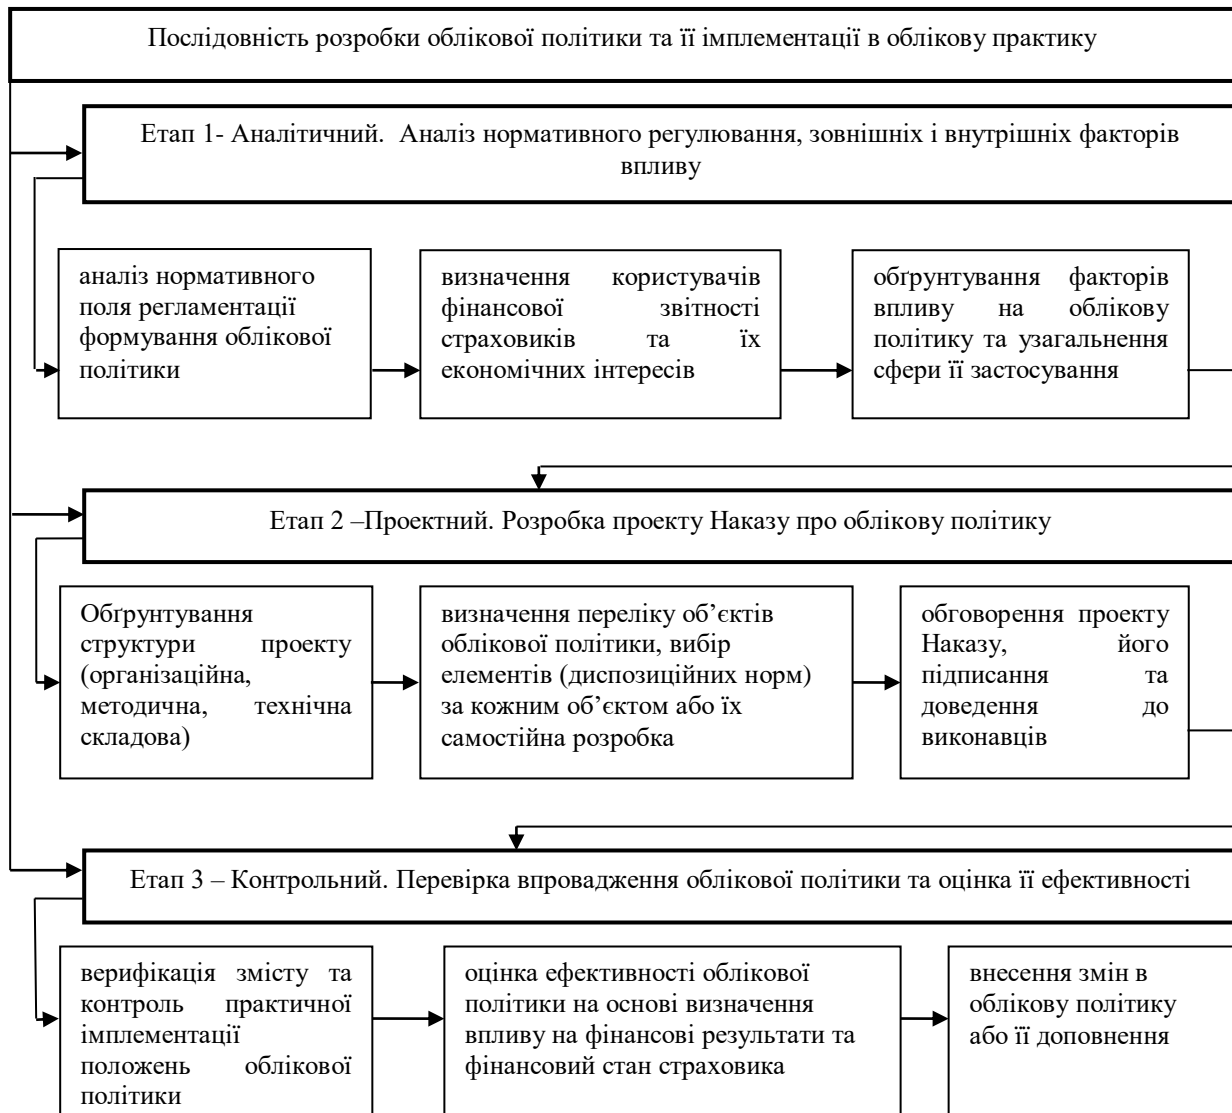 Послідовність розробки облікової політики та її імплементації в облікову практику
Етап 1- Аналітичний. Аналіз нормативного регулювання, зовнішніх і внутрішніх факторів
впливу
аналіз нормативного
поля регламентації
формування облікової
політики
визначення користувачів
фінансової звітності
страховиків та їх
економічних інтересів
обґрунтування факторів
впливу на облікову
політику та узагальнення
сфери її застосування
Етап 2 –Проектний. Розробка проекту Наказу про облікову політику
Обґрунтування
структури проекту
(організаційна,
методична, технічна
складова)
визначення переліку об’єктів
облікової політики, вибір
елементів (диспозиційних норм)
за кожним об’єктом або їх
самостійна розробка
обговорення проекту
Наказу, його
підписання та
доведення до
виконавців
Етап 3 – Контрольний. Перевірка впровадження облікової політики та оцінка її ефективності
верифікація змісту та
контроль практичної
імплементації
положень облікової
політики
оцінка ефективності облікової
політики на основі визначення
впливу на фінансові результати та
фінансовий стан страховика
внесення змін в
облікову політику
або її доповнення